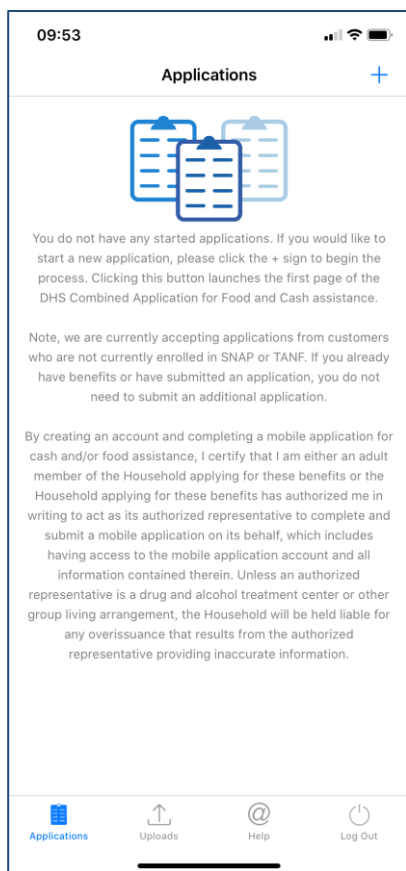 09:53
Applications
+
You do not have any started applications. If you would like to
start a new application, please click the + sign to begin the
process. Clicking this button launches the first page of the
DHS Combined Application for Food and Cash assistance.
Note, we are currently accepting applications from customers
who are not currently enrolled in SNAP or TANF. If you already
have benefits or have submitted an application, you do not
need to submit an additional application.
By creating an account and completing a mobile application for
cash and/or food assistance, I certify that I am either an adult
member of the Household applying for these benefits or the
Household applying for these benefits has authorized me in
writing to act as its authorized representative to complete and
submit a mobile application on its behalf, which includes
having access to the mobile application account and all
information contained therein. Unless an authorized
representative is a drug and alcohol treatment center or other
group living arrangement, the Household will be held liable for
any overissuance that results from the authorized
representative providing inaccurate information.
Applications
Uploads
@
Help
Log Out